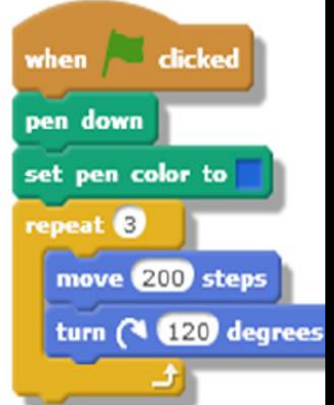 when clicked
pen down
set pen color to
repeat 3
move 200 steps
turn 120 degrees